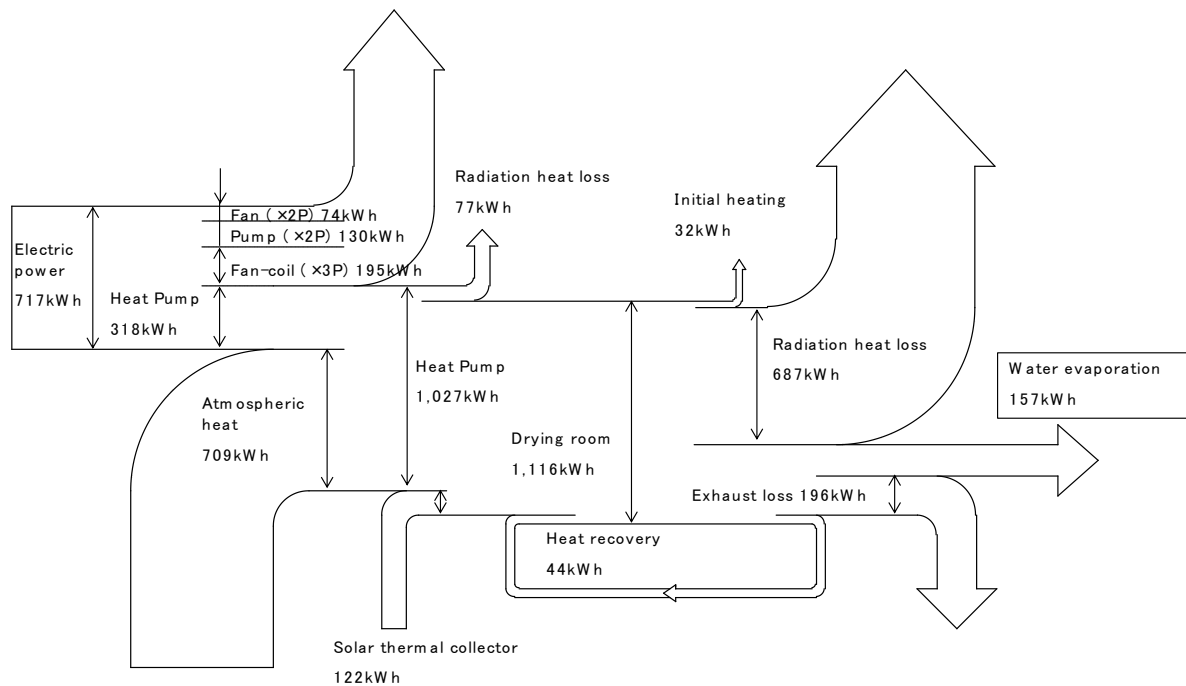 Radiation heat loss
77kWh
Initial heating
32kWh
Fan (×2P) 74kWh
Pump (×2P) 130kWh
Fan-coil (×3P) 195kWh
Electric
power
717kWh
Heat Pump
318kWh
Radiation heat loss
687kWh
Water evaporation
157kWh
Heat Pump
1,027kWh
Atmospheric
heat
709kWh
Drying room
1,116kWh
Exhaust loss 196kWh
Heat recovery
44kWh
Solar thermal collector
122kWh